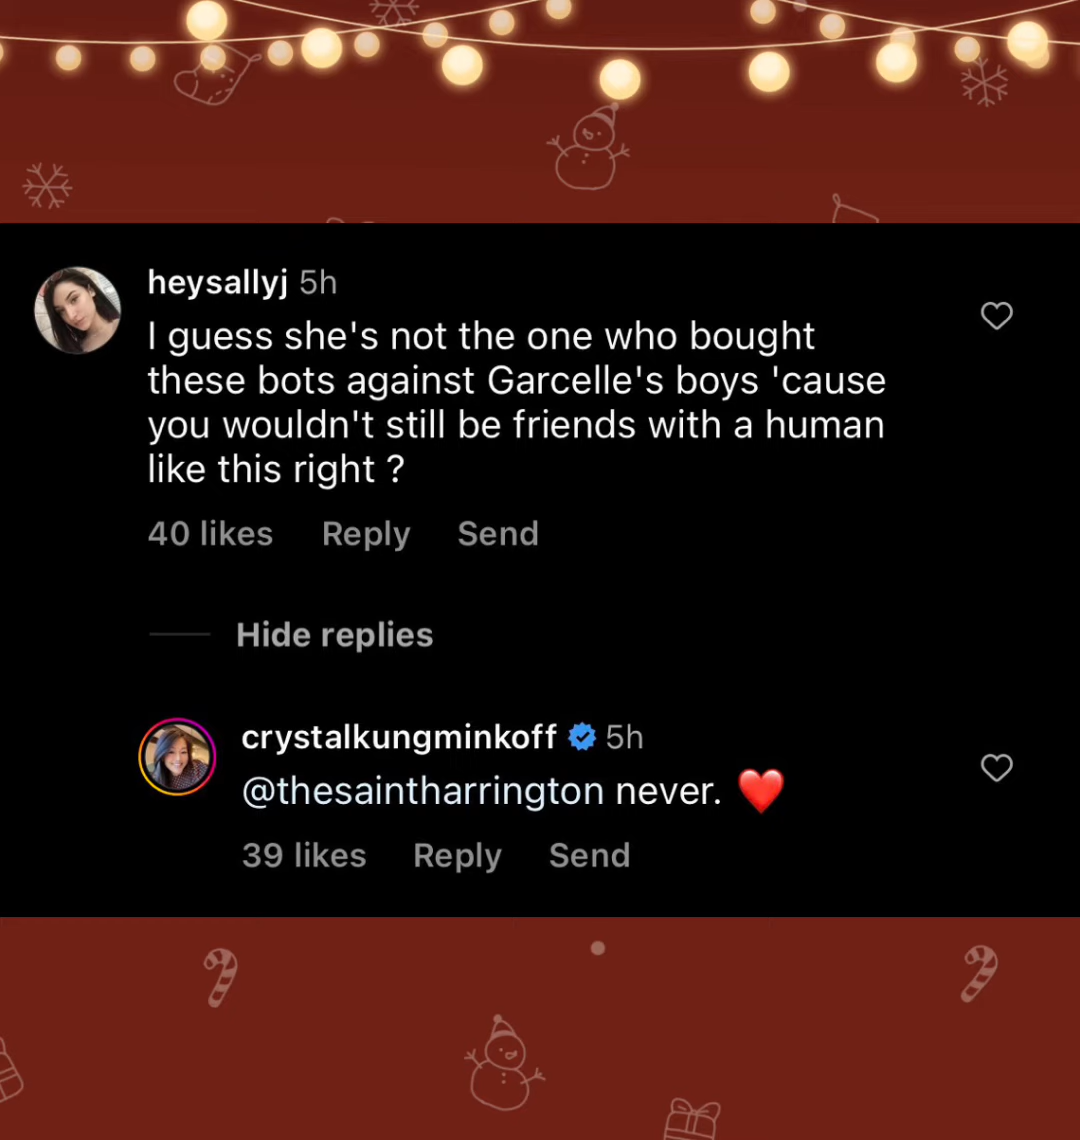 heysallyj 5h
I guess she's not the one who bought
these bots against Garcelle's boys 'cause
you wouldn't still be friends with a human
like this right ?
40 likes Reply Send
Hide replies
crystalkungminkoff 5h
@thesaintharrington never. ❤️
39 likes Reply Send